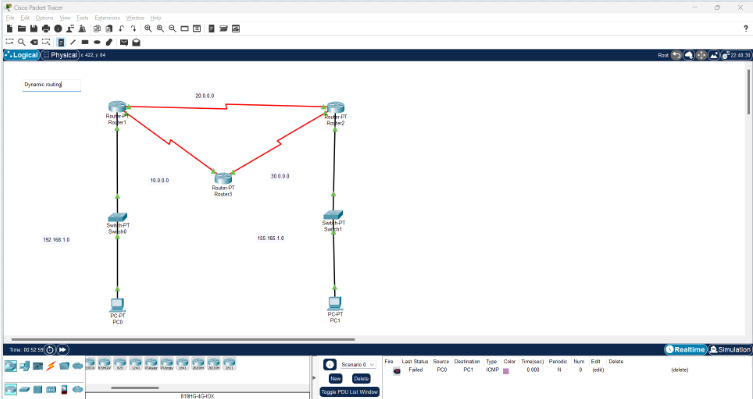 Cisco Packet Tracer
File Edit Options View Tools Extensions Window Help
Logical Physical x 422, y 84
Root
22:48:30
Dynamic routing
20.0.0.0
Router-PT
Router1
Router-PT
Router2
10.0.0.0
30.0.0.0
Router-PT
Router3
Switch-PT
Switch0
Switch-PT
Switch1
192.168.1.0
PC-PT
PC0
PC-PT
PC1
Time: 00:52:59
Realtime
Simulation
Scenario 0
New
Delete
Toggle PDU List Window
Fire Last Status Source Destination Type Color Time(sec) Periodic Num Edit Delete
Failed PC0 PC1 ICMP 0.000 N 0 (edit) (delete)
819HG-4G-IOX